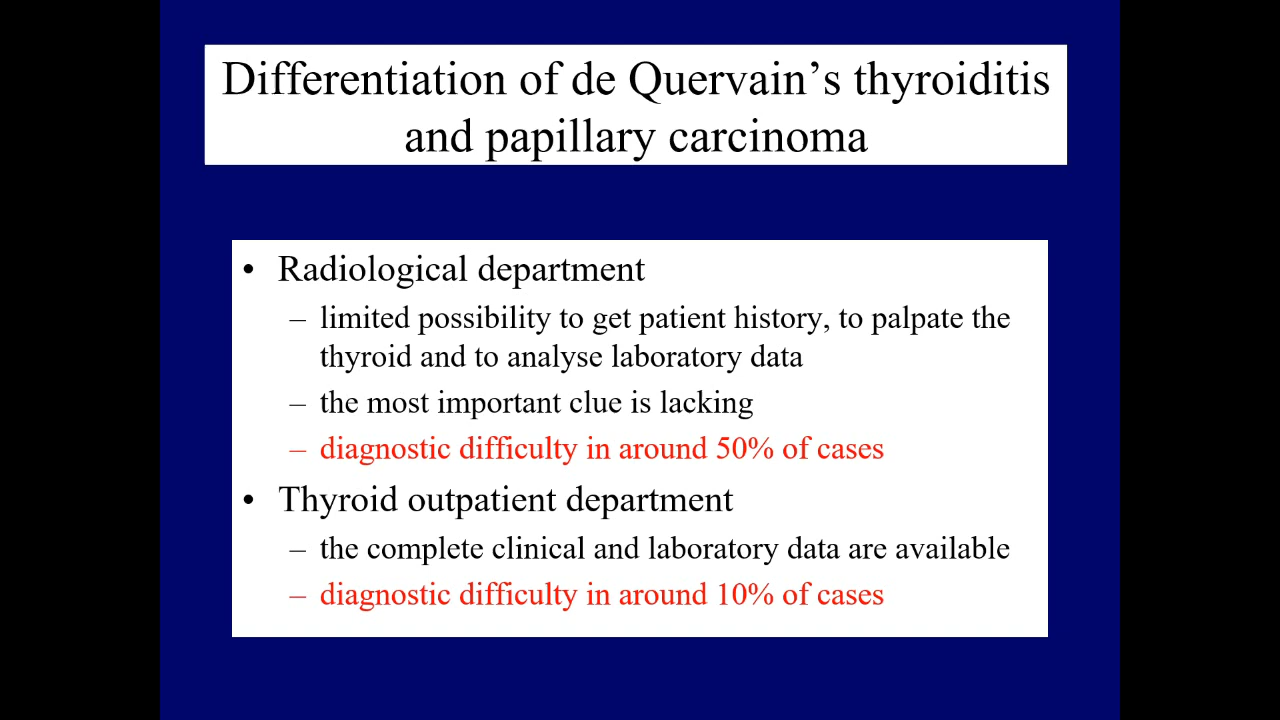 Differentiation of de Quervain’s thyroiditis
and papillary carcinoma
• Radiological department
– limited possibility to get patient history, to palpate the
thyroid and to analyse laboratory data
– the most important clue is lacking
– diagnostic difficulty in around 50% of cases
• Thyroid outpatient department
– the complete clinical and laboratory data are available
– diagnostic difficulty in around 10% of cases